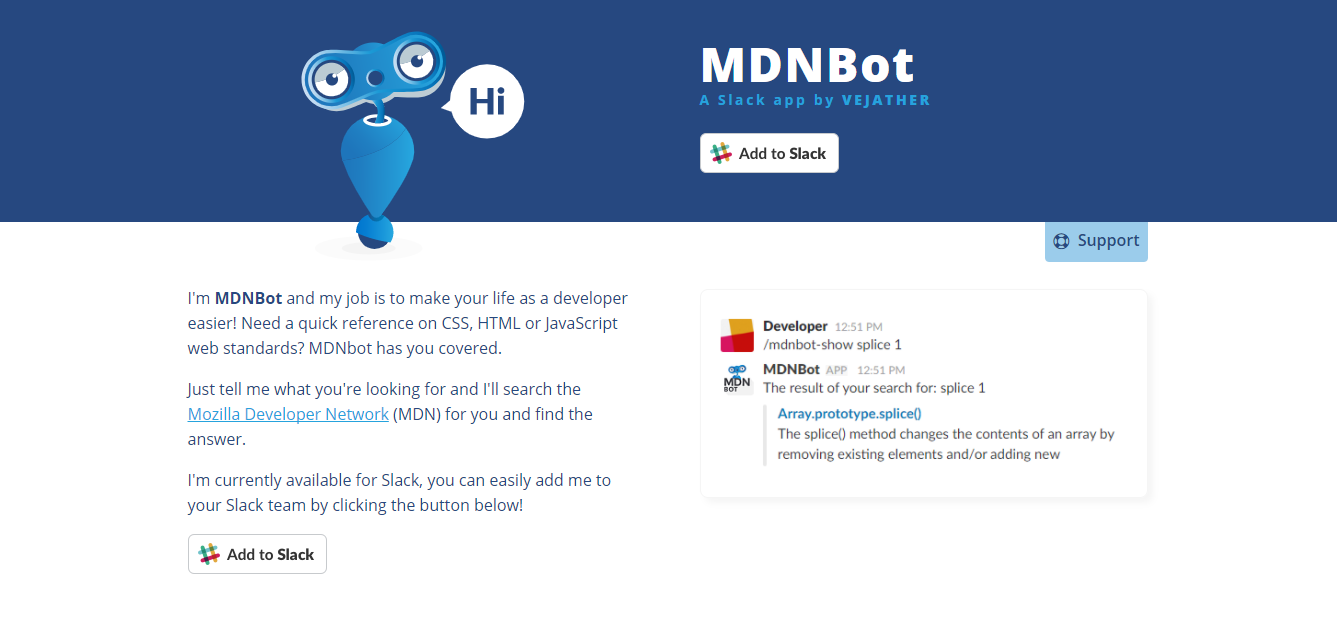 Hi
MDNBot
A Slack app by VEJATHER
Add to Slack
Support
I'm MDNBot and my job is to make your life as a developer
easier! Need a quick reference on CSS, HTML or JavaScript
web standards? MDNbot has you covered.
Just tell me what you're looking for and I'll search the
Mozilla Developer Network (MDN) for you and find the
answer.
I'm currently available for Slack, you can easily add me to
your Slack team by clicking the button below!
Add to Slack
Developer 12:51 PM
/mdnbot-show splice 1
MDN
BOT
MDNBot APP 12:51 PM
The result of your search for: splice 1
Array.prototype.splice()
The splice() method changes the contents of an array by
removing existing elements and/or adding new